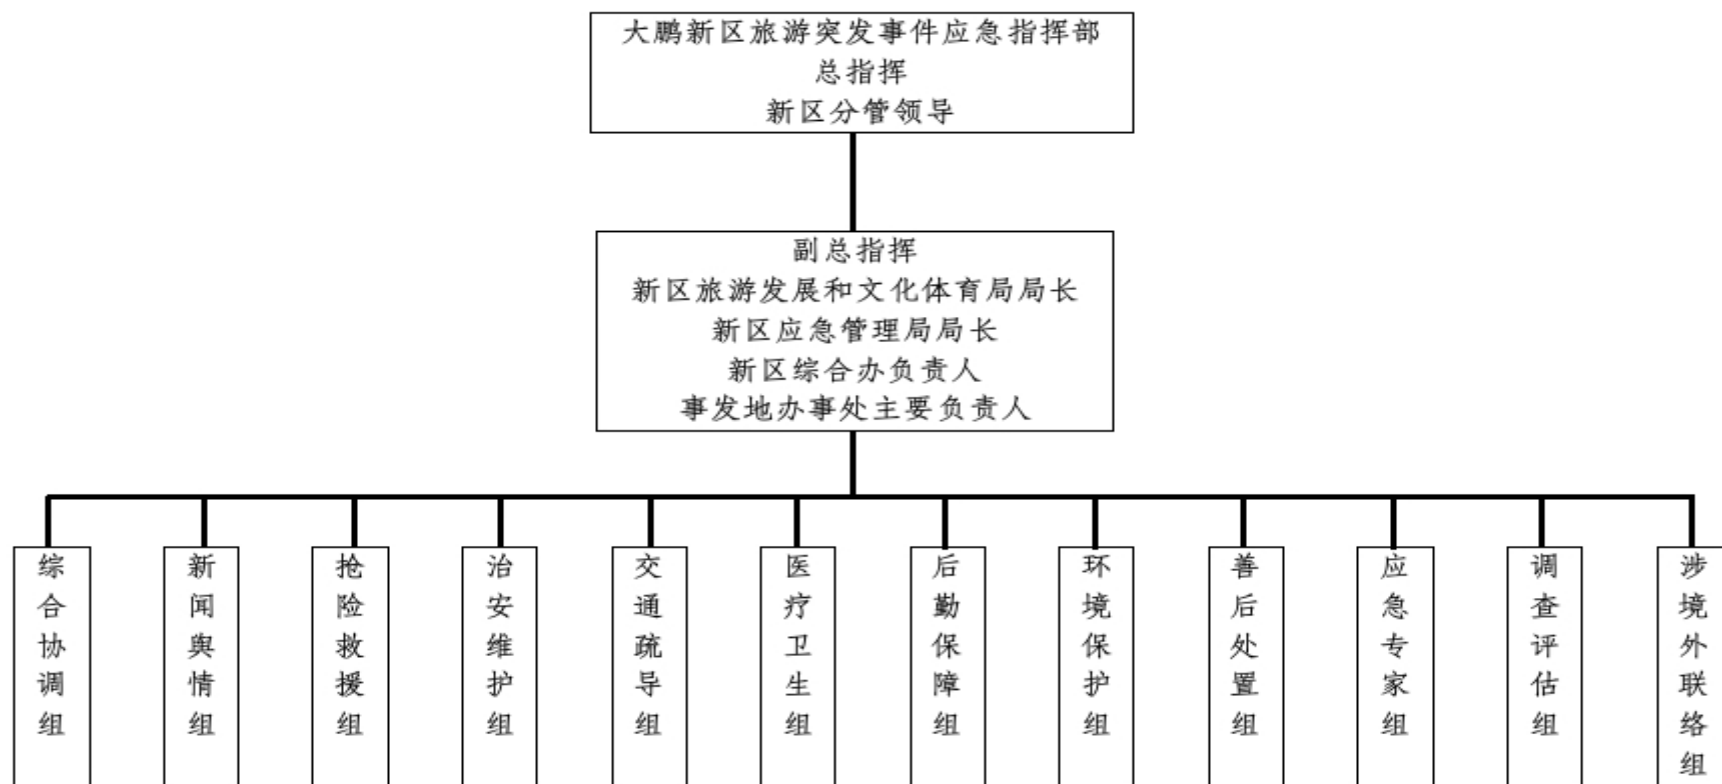 大鹏新区旅游突发事件应急指挥部
总指挥
新区分管领导
副总指挥
新区旅游发展和文化体育局局长
新区应急管理局局长
新区综合办负责人
事发地办事处主要负责人
综合协调组
新闻舆情组
抢险救援组
治安维护组
交通疏导组
医疗卫生组
后勤保障组
环境保护组
善后处置组
应急专家组
调查评估组
涉境外联络组